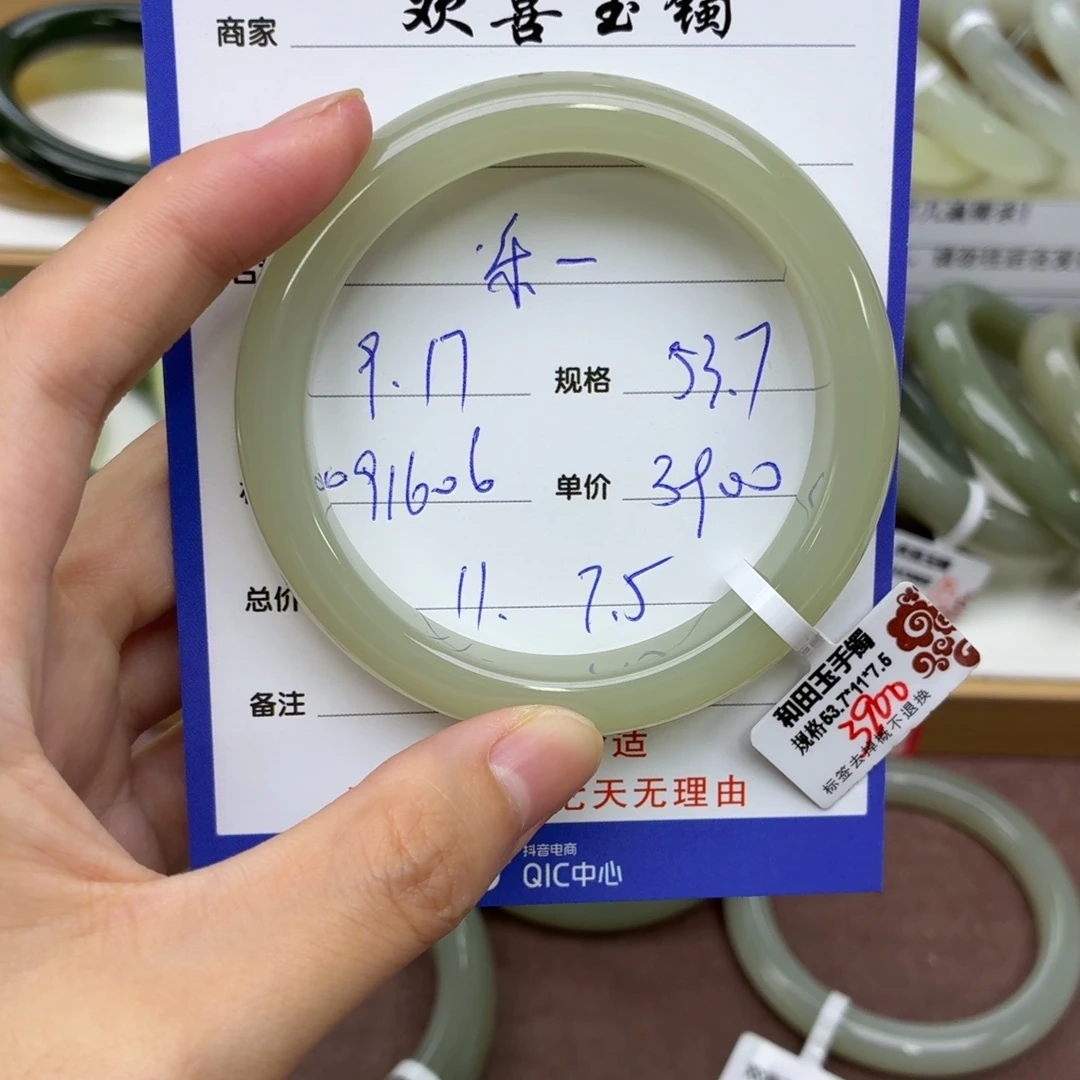 商家 欢喜玉镯
乐一
9.17 规格 53.7
091606 单价 3900
总价 11. 7.5
备注
适
七天无理由
抖音电商
QIC中心
和田玉手镯
规格53.7*11*7.5
3900
标签去掉概不退换